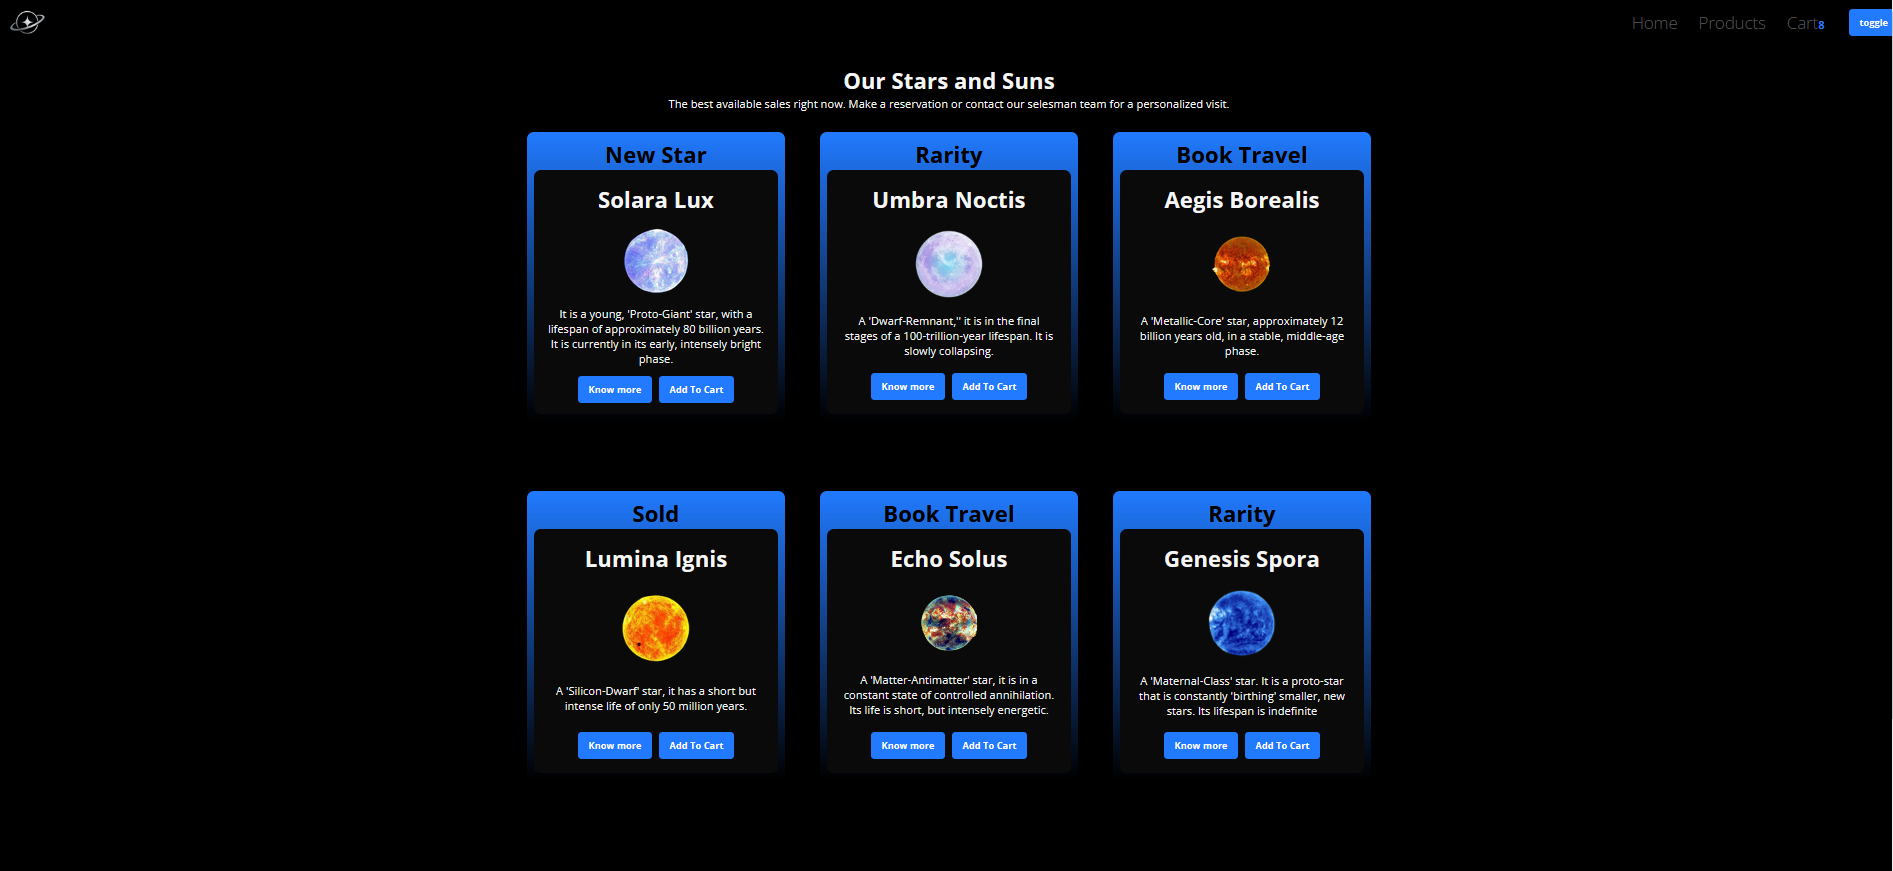 Home Products Cart8 toggle
Our Stars and Suns
The best available sales right now. Make a reservation or contact our selesman team for a personalized visit.
New Star
Solara Lux
It is a young, 'Proto-Giant' star, with a
lifespan of approximately 80 billion years.
It is currently in its early, intensely bright
phase.
Know more Add To Cart
Rarity
Umbra Noctis
A 'Dwarf-Remnant," it is in the final
stages of a 100-trillion-year lifespan. It is
slowly collapsing.
Know more Add To Cart
Book Travel
Aegis Borealis
A 'Metallic-Core' star, approximately 12
billion years old, in a stable, middle-age
phase.
Know more Add To Cart
Sold
Lumina Ignis
A 'Silicon-Dwarf' star, it has a short but
intense life of only 50 million years.
Know more Add To Cart
Book Travel
Echo Solus
A 'Matter-Antimatter' star, it is in a
constant state of controlled annihilation.
Its life is short, but intensely energetic.
Know more Add To Cart
Rarity
Genesis Spora
A 'Maternal-Class' star. It is a proto-star
that is constantly 'birthing' smaller, new
stars. Its lifespan is indefinite
Know more Add To Cart